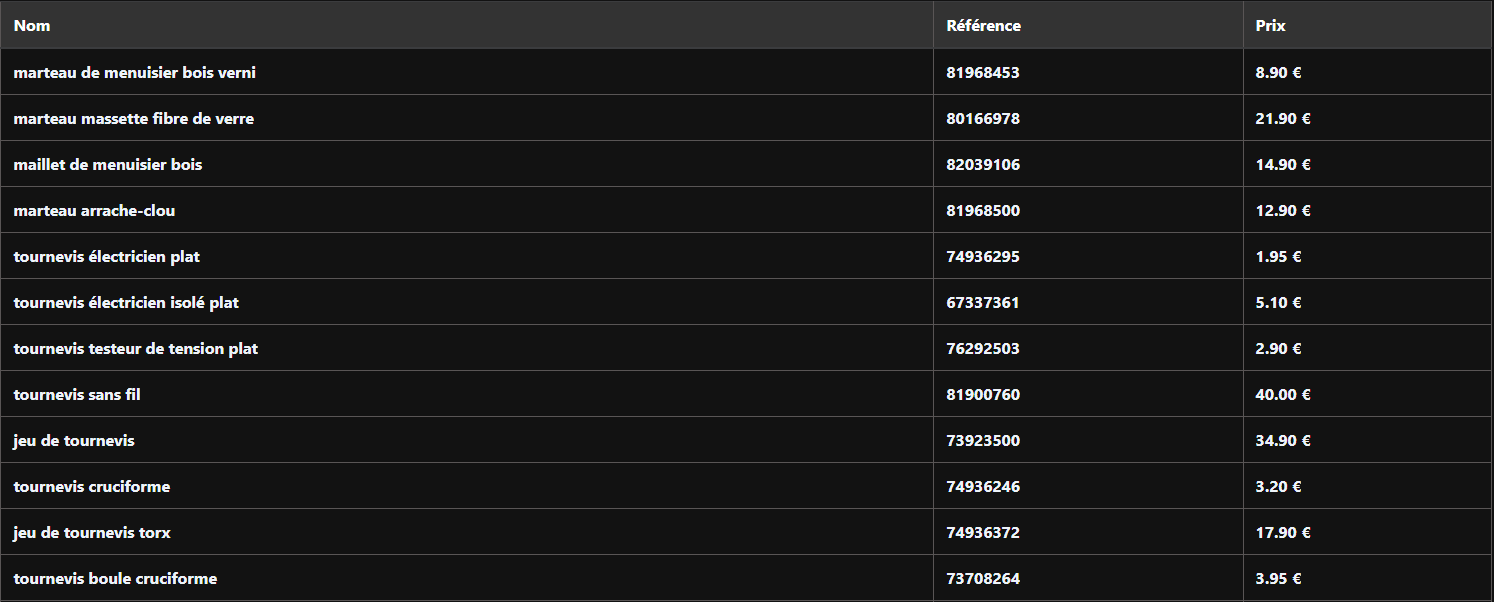 Nom Référence Prix
marteau de menuisier bois verni 81968453 8.90 €
marteau massette fibre de verre 80166978 21.90 €
maillet de menuisier bois 82039106 14.90 €
marteau arrache-clou 81968500 12.90 €
tournevis électricien plat 74936295 1.95 €
tournevis électricien isolé plat 67337361 5.10 €
tournevis testeur de tension plat 76292503 2.90 €
tournevis sans fil 81900760 40.00 €
jeu de tournevis 73923500 34.90 €
tournevis cruciforme 74936246 3.20 €
jeu de tournevis torx 74936372 17.90 €
tournevis boule cruciforme 73708264 3.95 €